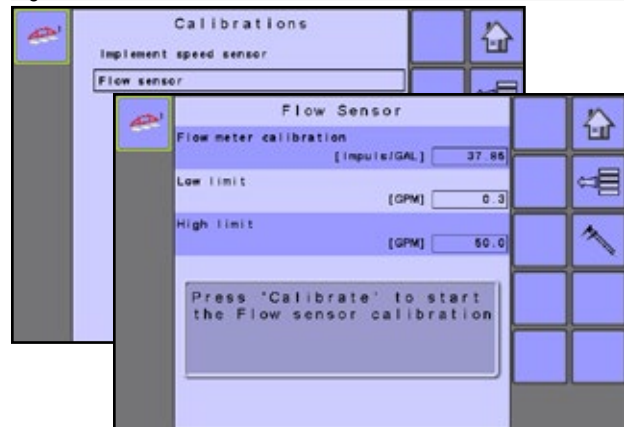 Calibrations
Implement speed sensor
Flow sensor
Flow Sensor
Flow meter calibration
[Impuls/GAL] 37.86
Low limit
[GPM] 0.3
High limit
[GPM] 50.0
Press 'Calibrate' to start
the Flow sensor calibration